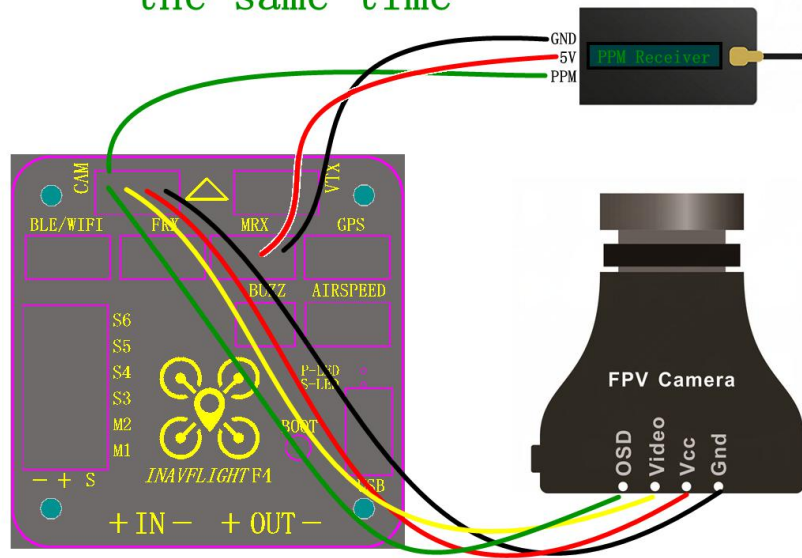 the same time
GND
5V
PPM
PPM Receiver
CAM
VTX
BLE/WIFI
FRX
MRX
GPS
BUZZ
AIRSPEED
S6
S5
S4
S3
M2
M1
P-LED
S-LED
BOOT
USB
- + S
INAVFLIGHT F4
+ IN - + OUT -
FPV Camera
OSD
Video
Vcc
Gnd